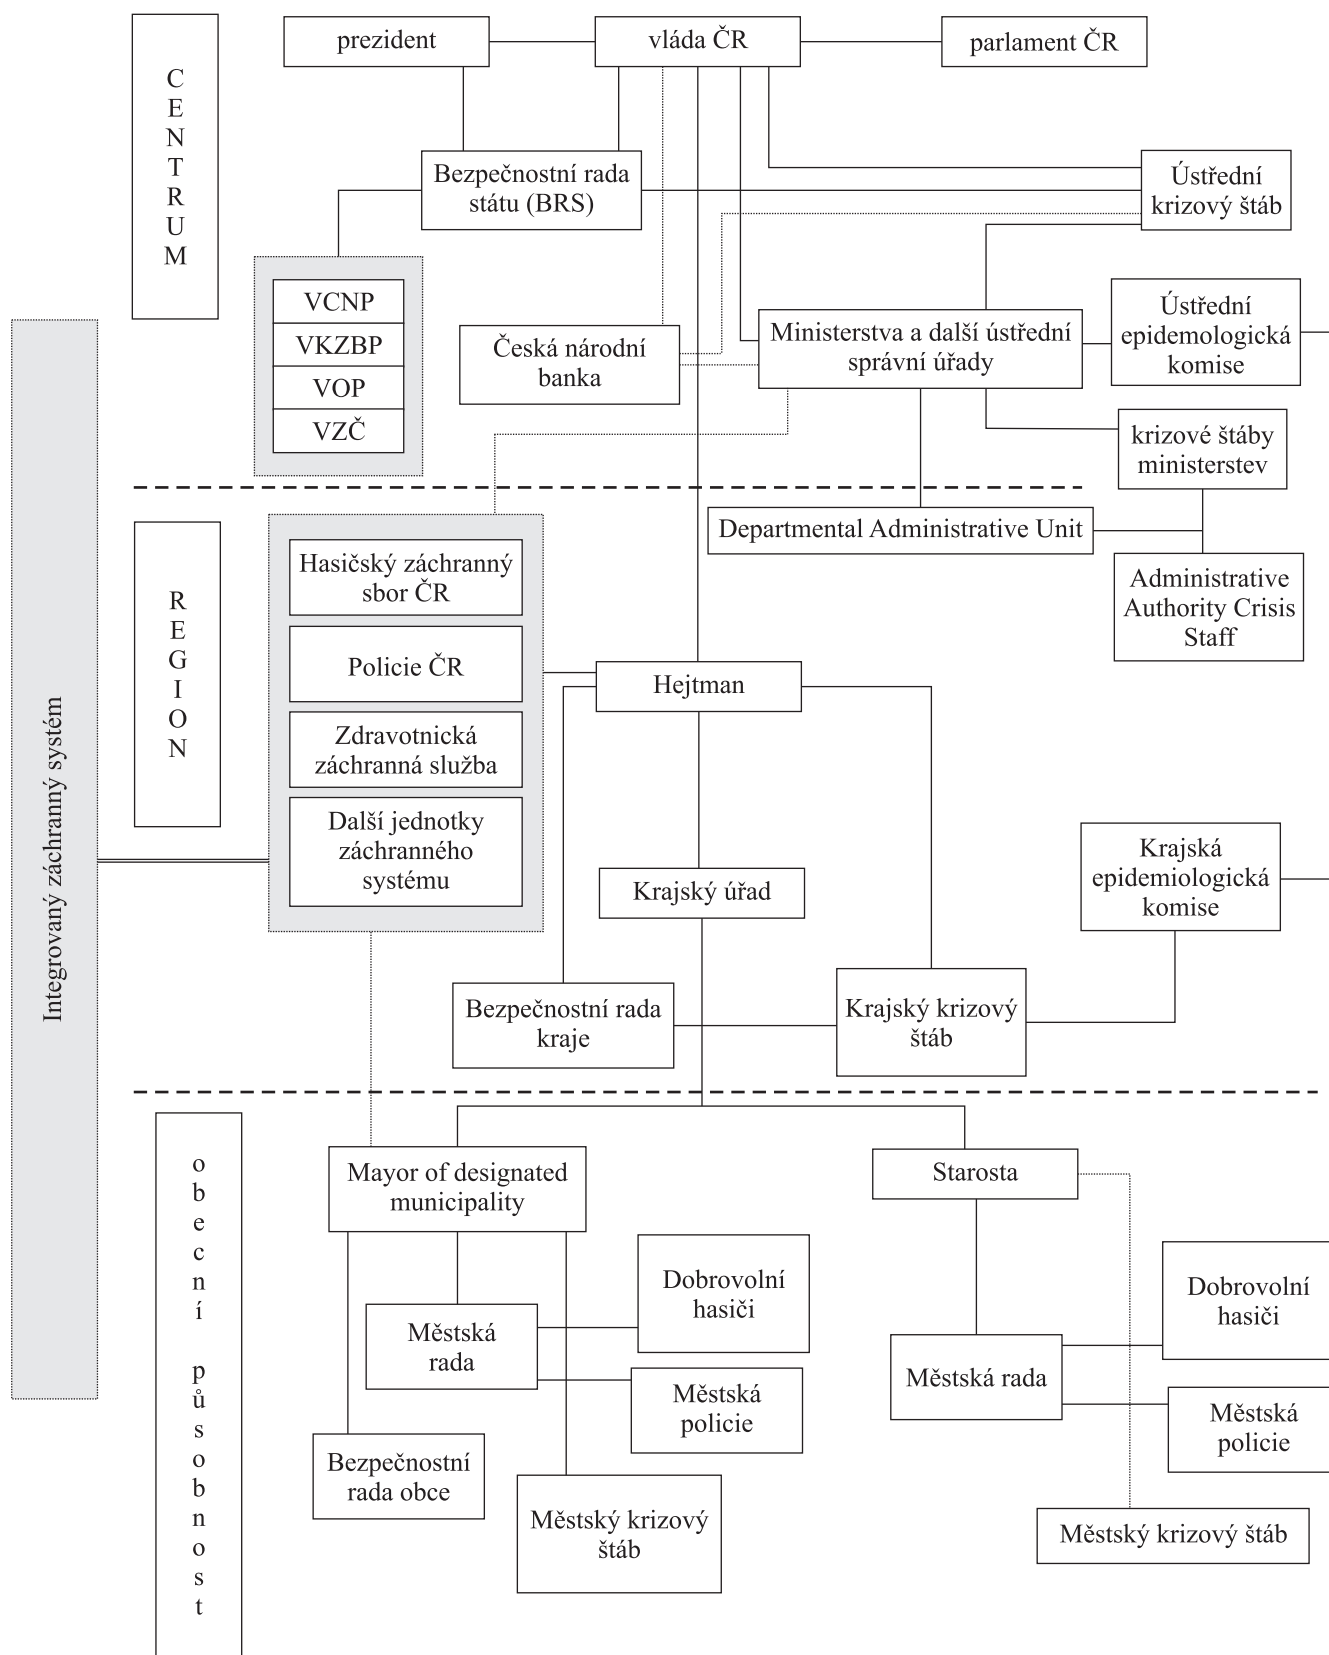 CENTRUM
prezident
vláda ČR
parlament ČR
Bezpečnostní rada
státu (BRS)
Ústřední
krizový štáb
VCNP
VKZBP
VOP
VZČ
Česká národní
banka
Ministerstva a další ústřední
správní úřady
Ústřední
epidemologická
komise
krizové štáby
ministerstev
Integrovaný záchranný systém
REGION
Departmental Administrative Unit
Administrative
Authority Crisis
Staff
Hasičský záchranný
sbor ČR
Policie ČR
Zdravotnická
záchranná služba
Další jednotky
záchranného
systému
Hejtman
Krajský úřad
Krajská
epidemiologická
komise
Bezpečnostní rada
kraje
Krajský krizový
štáb
obecní působnost
Mayor of designated
municipality
Starosta
Dobrovolní
hasiči
Městská
rada
Městská
policie
Bezpečnostní
rada obce
Městský krizový
štáb
Dobrovolní
hasiči
Městská rada
Městská
policie
Městský krizový štáb